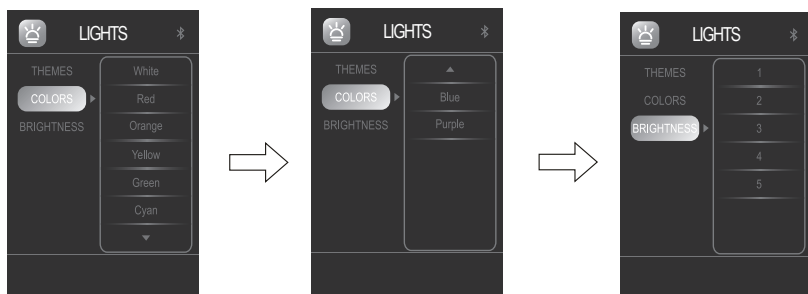 LIGHTS
THEMES
COLORS
BRIGHTNESS
White
Red
Orange
Yellow
Green
Cyan
LIGHTS
THEMES
COLORS
BRIGHTNESS
Blue
Purple
LIGHTS
THEMES
COLORS
BRIGHTNESS
1
2
3
4
5